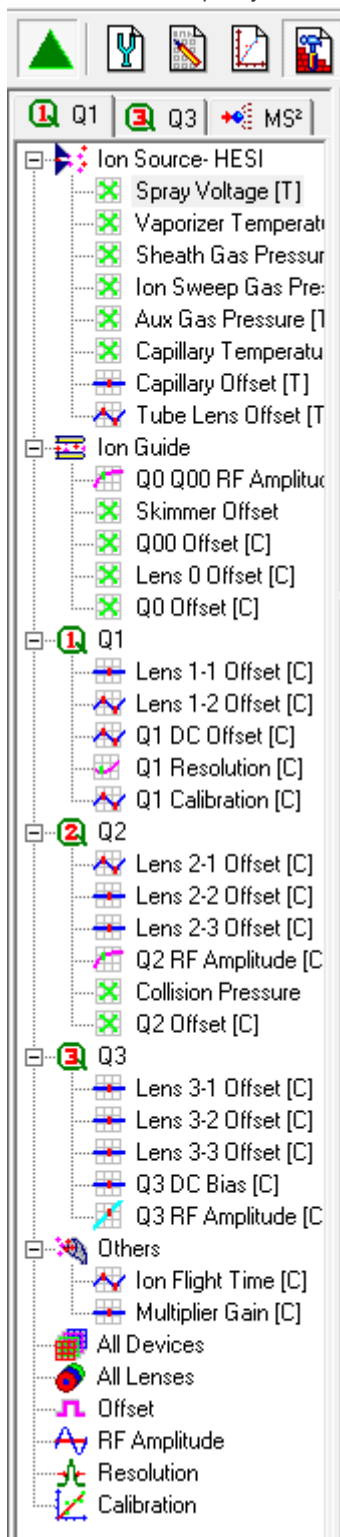 Q1 Q3 MS²
Ion Source- HESI
Spray Voltage [T]
Vaporizer Temperatu
Sheath Gas Pressur
Ion Sweep Gas Pre
Aux Gas Pressure [T
Capillary Temperatu
Capillary Offset [T]
Tube Lens Offset [T
Ion Guide
Q0 Q00 RF Amplituc
Skimmer Offset
Q00 Offset [C]
Lens 0 Offset [C]
Q0 Offset [C]
Q1
Lens 1-1 Offset [C]
Lens 1-2 Offset [C]
Q1 DC Offset [C]
Q1 Resolution [C]
Q1 Calibration [C]
Q2
Lens 2-1 Offset [C]
Lens 2-2 Offset [C]
Lens 2-3 Offset [C]
Q2 RF Amplitude [C
Collision Pressure
Q2 Offset [C]
Q3
Lens 3-1 Offset [C]
Lens 3-2 Offset [C]
Lens 3-3 Offset [C]
Q3 DC Bias [C]
Q3 RF Amplitude [C
Others
Ion Flight Time [C]
Multiplier Gain [C]
All Devices
All Lenses
Offset
RF Amplitude
Resolution
Calibration